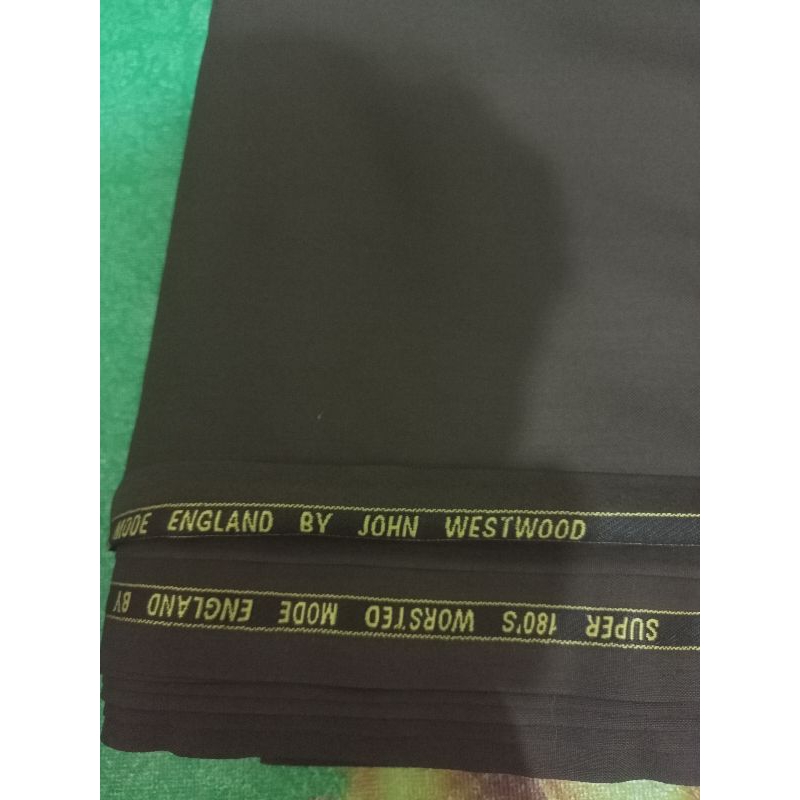 MODE ENGLAND BY JOHN WESTWOOD
SUPER 180'S WORSTED MODE ENGLAND BY